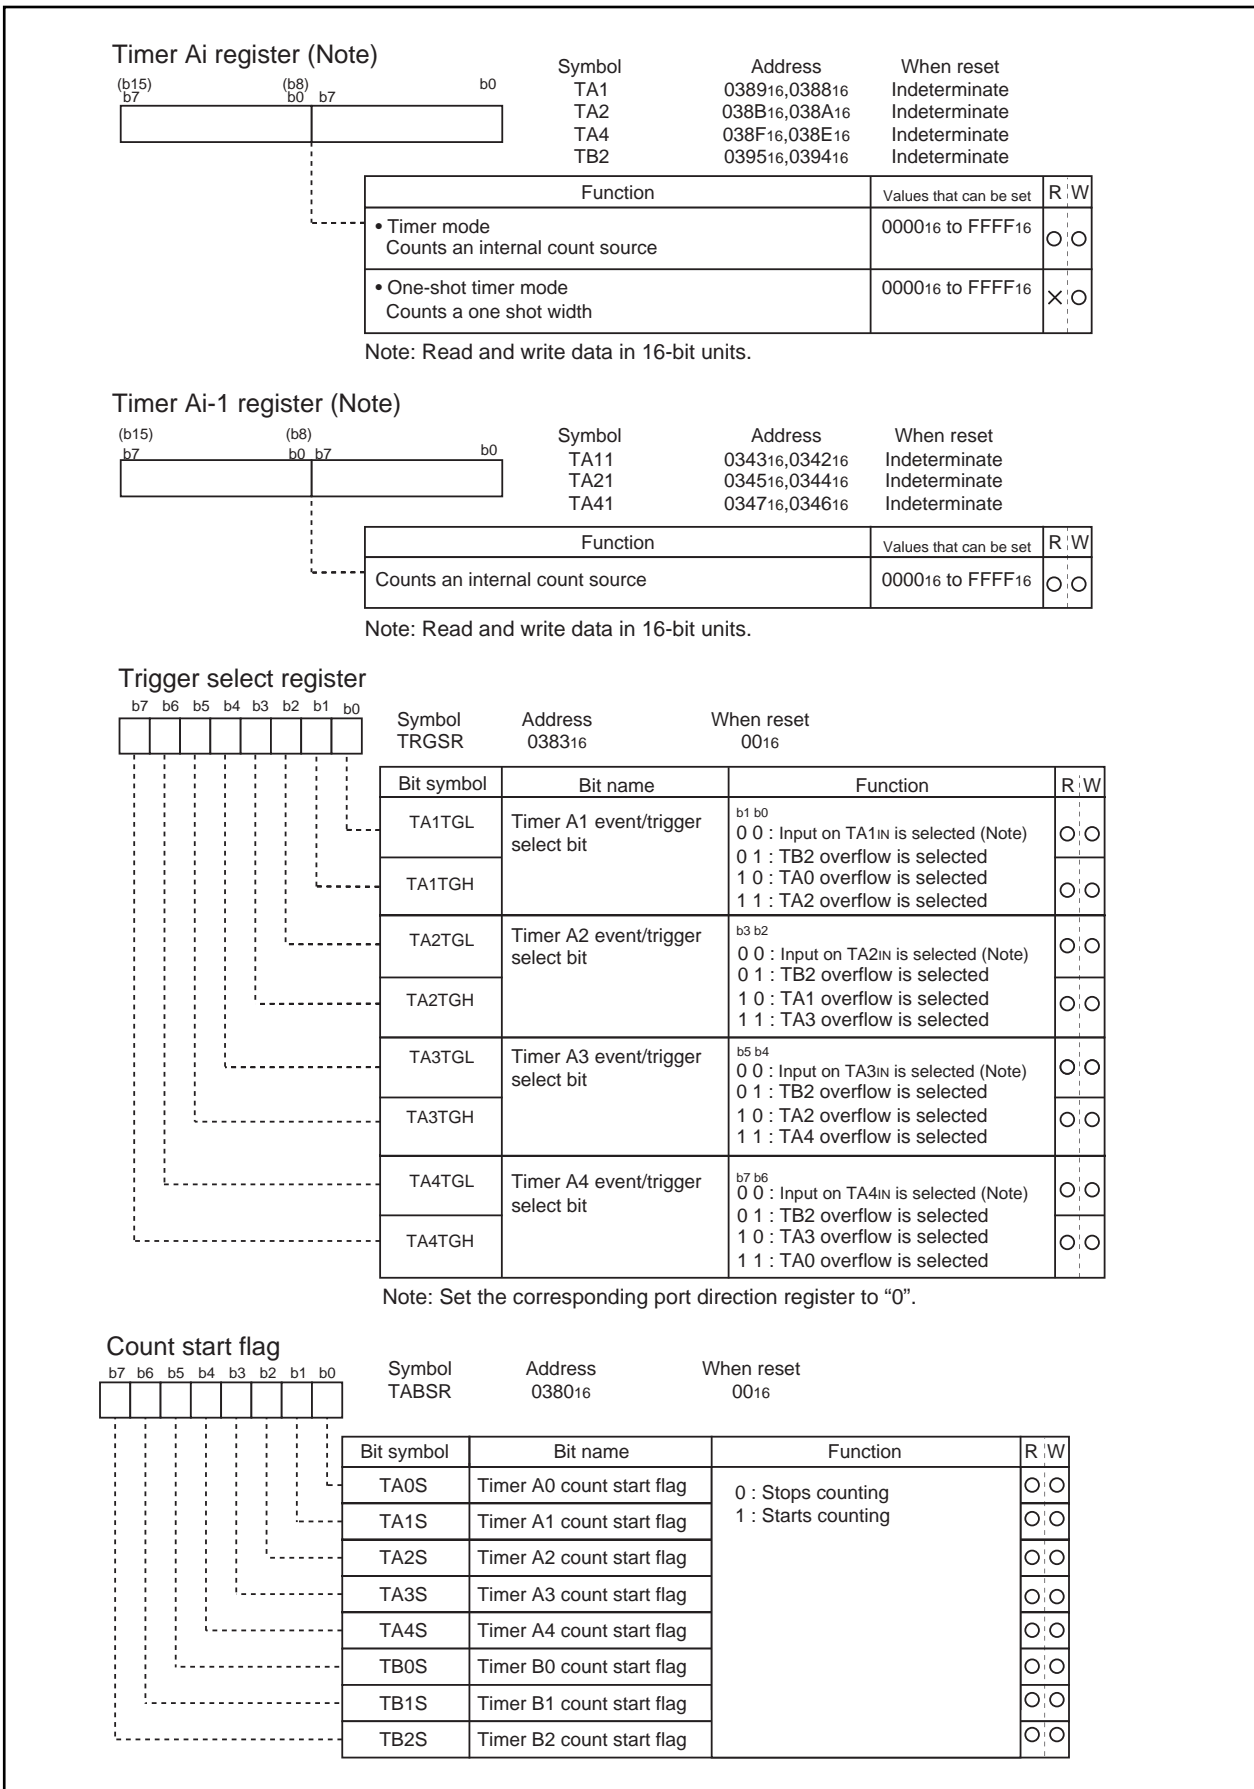 Timer Ai register (Note)
Symbol Address When reset
(b15) (b8)
b7 b0 b7 b0
TA1 038916,038816 Indeterminate
TA2 038B16,038A16 Indeterminate
TA4 038F16,038E16 Indeterminate
TB2 039516,039416 Indeterminate
Function Values that can be set R W
• Timer mode 000016 to FFFF16
Counts an internal count source
• One-shot timer mode 000016 to FFFF16
Counts a one shot width
Note: Read and write data in 16-bit units.
Timer Ai-1 register (Note)
(b15) (b8) Symbol Address When reset
b7 b0 b7 b0
TA11 034316,034216 Indeterminate
TA21 034516,034416 Indeterminate
TA41 034716,034616 Indeterminate
Function Values that can be set R W
Counts an internal count source 000016 to FFFF16
Note: Read and write data in 16-bit units.
Trigger select register
b7 b6 b5 b4 b3 b2 b1 b0
Symbol Address When reset
TRGSR 038316 0016
Bit symbol Bit name Function R W
TA1TGL Timer A1 event/trigger
select bit
TA1TGH
b1 b0
0 0 : Input on TA1IN is selected (Note)
0 1 : TB2 overflow is selected
1 0 : TA0 overflow is selected
1 1 : TA2 overflow is selected
TA2TGL Timer A2 event/trigger
select bit
TA2TGH
b3 b2
0 0 : Input on TA2IN is selected (Note)
0 1 : TB2 overflow is selected
1 0 : TA1 overflow is selected
1 1 : TA3 overflow is selected
TA3TGL Timer A3 event/trigger
select bit
TA3TGH
b5 b4
0 0 : Input on TA3IN is selected (Note)
0 1 : TB2 overflow is selected
1 0 : TA2 overflow is selected
1 1 : TA4 overflow is selected
TA4TGL Timer A4 event/trigger
select bit
TA4TGH
b7 b6
0 0 : Input on TA4IN is selected (Note)
0 1 : TB2 overflow is selected
1 0 : TA3 overflow is selected
1 1 : TA0 overflow is selected
Note: Set the corresponding port direction register to “0”.
Count start flag
b7 b6 b5 b4 b3 b2 b1 b0
Symbol Address When reset
TABSR 038016 0016
Bit symbol Bit name Function R W
TA0S Timer A0 count start flag 0 : Stops counting
TA1S Timer A1 count start flag 1 : Starts counting
TA2S Timer A2 count start flag
TA3S Timer A3 count start flag
TA4S Timer A4 count start flag
TB0S Timer B0 count start flag
TB1S Timer B1 count start flag
TB2S Timer B2 count start flag